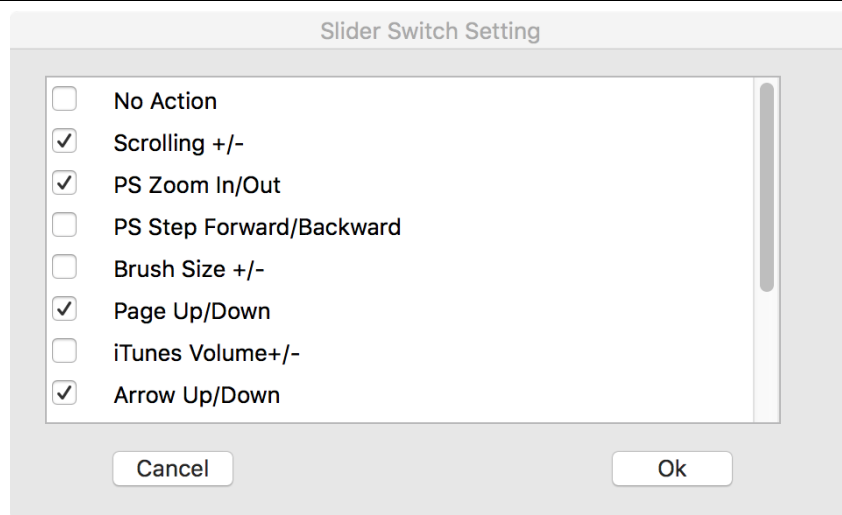 Slider Switch Setting
No Action
Scrolling +/-
PS Zoom In/Out
PS Step Forward/Backward
Brush Size +/-
Page Up/Down
iTunes Volume+/-
Arrow Up/Down
Cancel
Ok